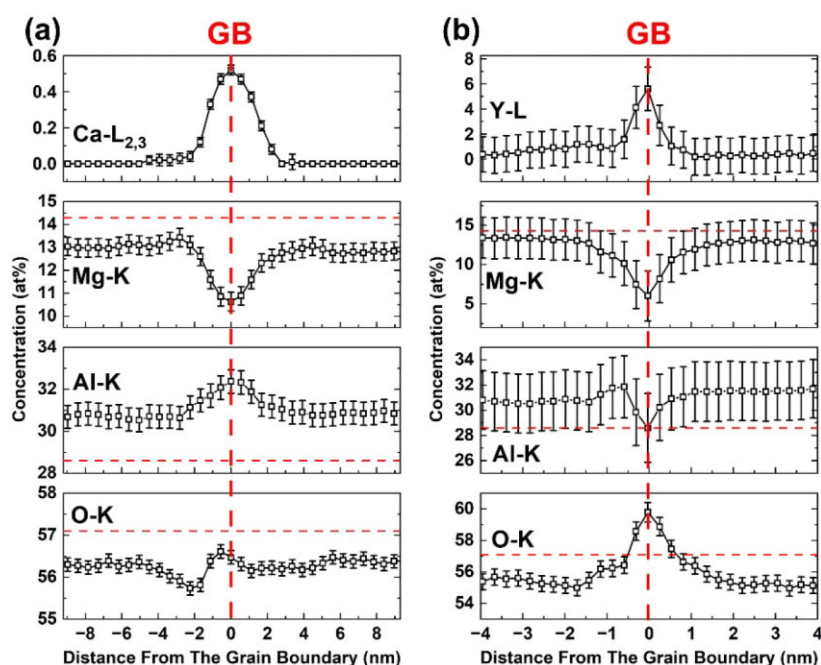 (a)
GB
0.6
0.4
0.2
0.0
Ca-L2,3
15
14
13
12
11
10
Mg-K
34
32
30
28
Al-K
58
57
56
55
O-K
Concentration (at%)
−8 −6 −4 −2 0 2 4 6 8
Distance From The Grain Boundary (nm)
(b)
GB
8
6
4
2
0
Y-L
15
10
5
Mg-K
34
32
30
28
26
Al-K
60
58
56
54
O-K
Concentration (at%)
−4 −3 −2 −1 0 1 2 3 4
Distance From The Grain Boundary (nm)